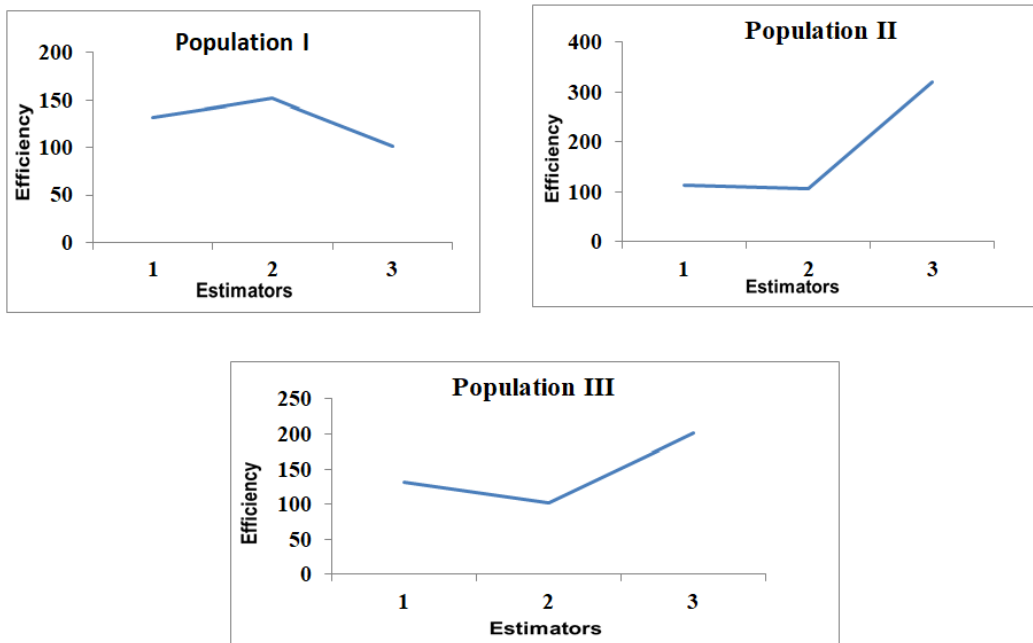 Population I
200
150
100
50
0
Efficiency
1 2 3
Estimators
Population II
400
300
200
100
0
Efficiency
1 2 3
Estimators
Population III
250
200
150
100
50
0
Efficiency
1 2 3
Estimators